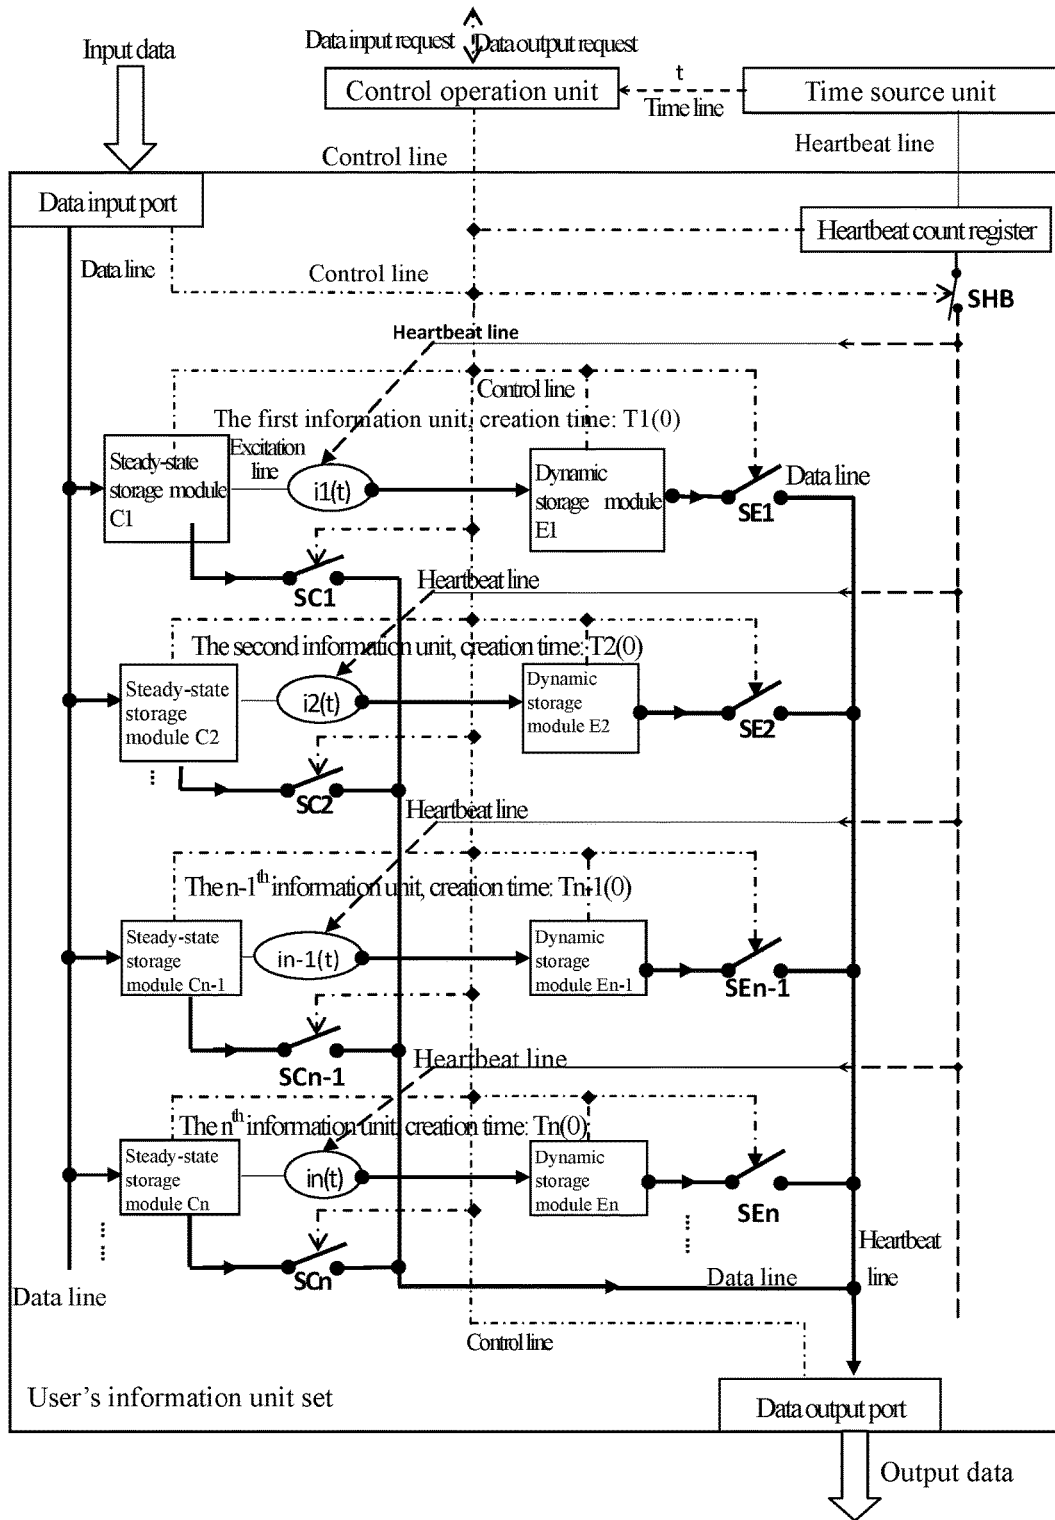 Input data
Data input request
Data output request
Control operation unit
t
Time line
Time source unit
Control line
Heartbeat line
Data input port
Heartbeat count register
Data line
Control line
SHB
Heartbeat line
Control line
The first information unit, creation time: T1(0)
Steady-state
storage module
C1
Excitation
line
i1(t)
Dynamic
storage module
E1
Data line
SE1
SC1
Heartbeat line
The second information unit, creation time: T2(0)
Steady-state
storage
module C2
i2(t)
Dynamic
storage
module E2
SE2
⋮
SC2
Heartbeat line
The n-1th information unit, creation time: Tn-1(0)
Steady-state
storage
module Cn-1
in-1(t)
Dynamic
storage
module En-1
SEn-1
SCn-1
Heartbeat line
The nth information unit, creation time: Tn(0)
Steady-state
storage
module Cn
in(t)
Dynamic
storage
module En
SEn
SCn
Heartbeat
line
Data line
Data line
Control line
User's information unit set
Data output port
Output data